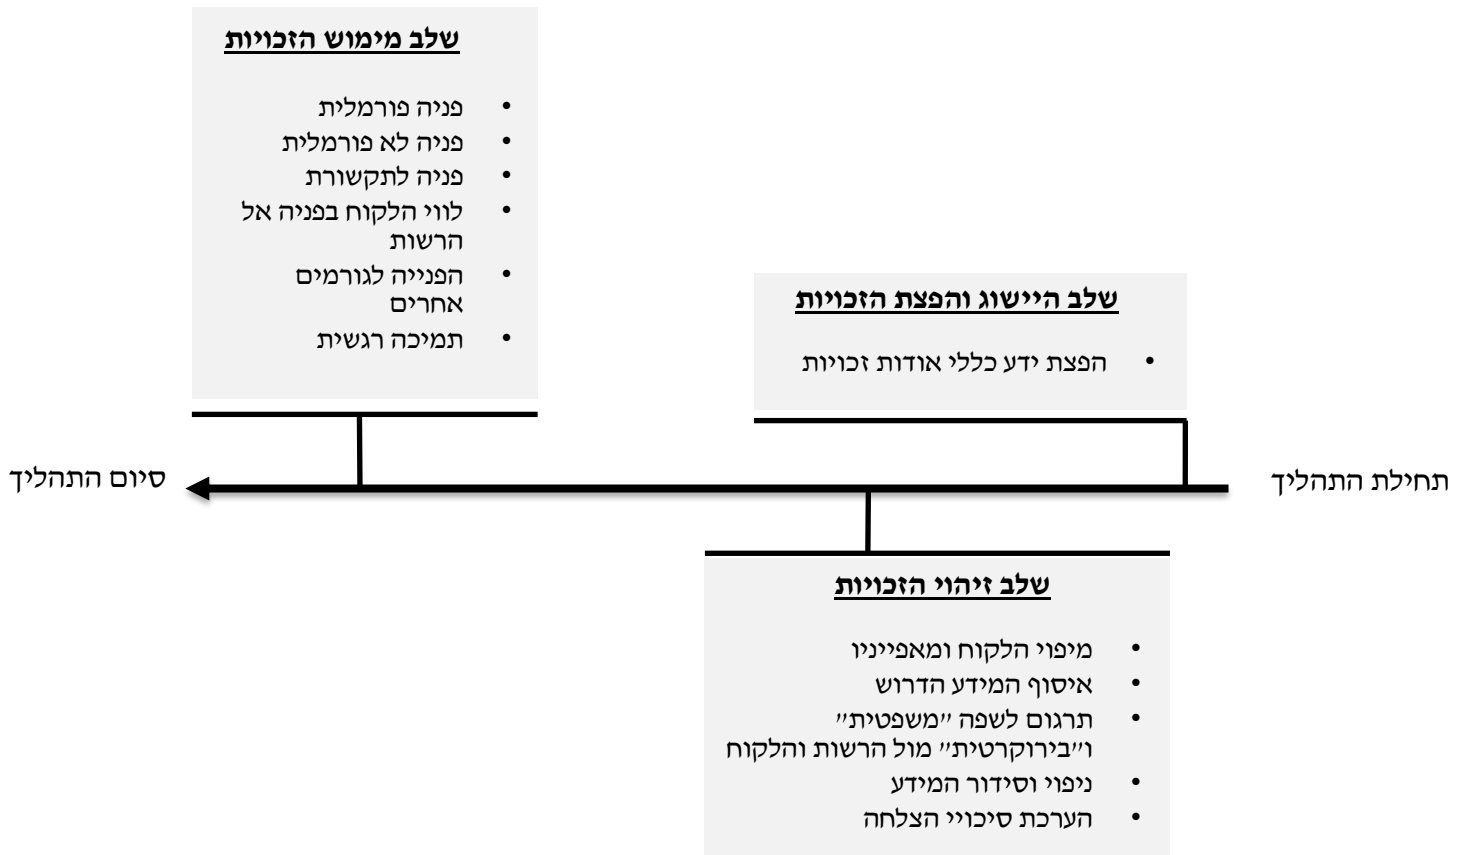 תחילת התהליך
שלב היישוג והפצת הזכויות
• הפצת ידע כללי אודות זכויות
שלב זיהוי הזכויות
• מיפוי הלקוח ומאפייניו
• איסוף המידע הדרוש
• תרגום לשפה "משפטית"
ו"בירוקרטית" מול הרשות והלקוח
• ניפוי וסידור המידע
• הערכת סיכויי הצלחה
שלב מימוש הזכויות
• פניה פורמלית
• פניה לא פורמלית
• פניה לתקשורת
• לווי הלקוח בפניה אל
הרשות
• הפנייה לגורמים
אחרים
• תמיכה רגשית
סיום התהליך